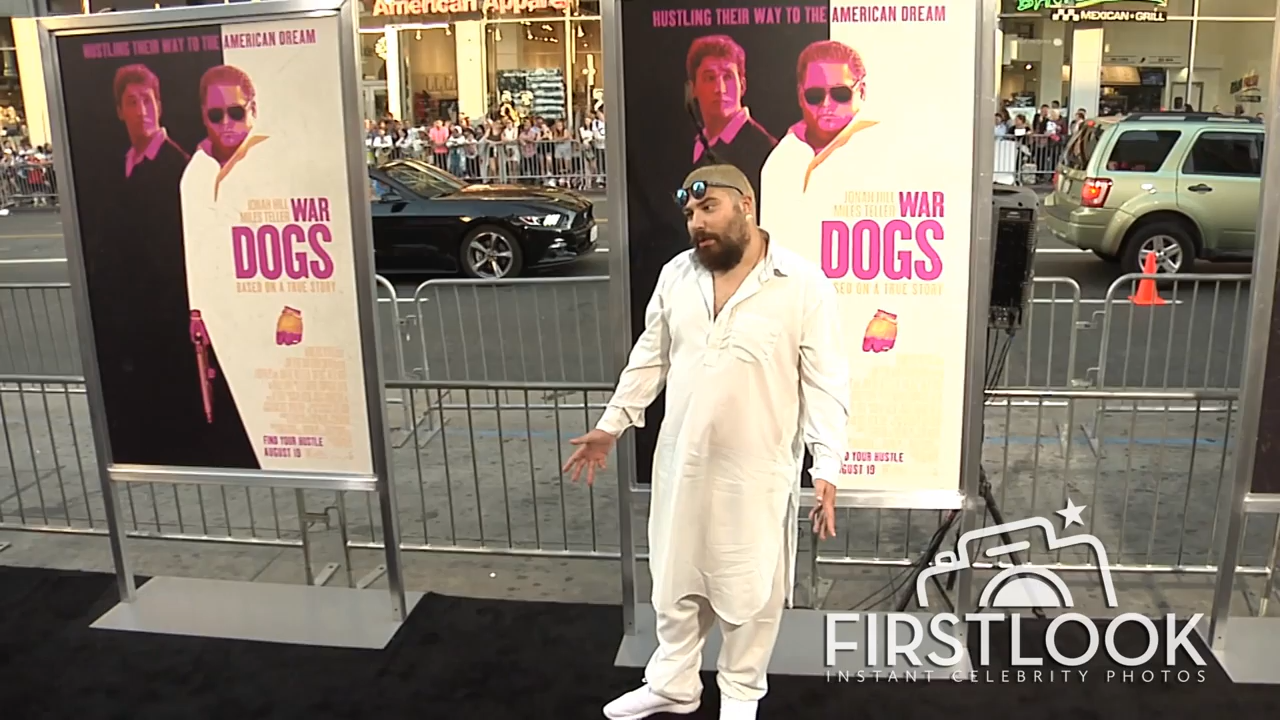 American Apparel
MEXICAN•GRILL
HUSTLING THEIR WAY TO THE AMERICAN DREAM
JONAH HILL
MILES TELLER WAR
DOGS
BASED ON A TRUE STORY
FIND YOUR HUSTLE
AUGUST 19
HUSTLING THEIR WAY TO THE AMERICAN DREAM
JONAH HILL
MILES TELLER WAR
DOGS
SED ON A TRUE STORY
D YOUR HUSTLE
GUST 19
FIRSTLOOK
INSTANT CELEBRITY PHOTOS